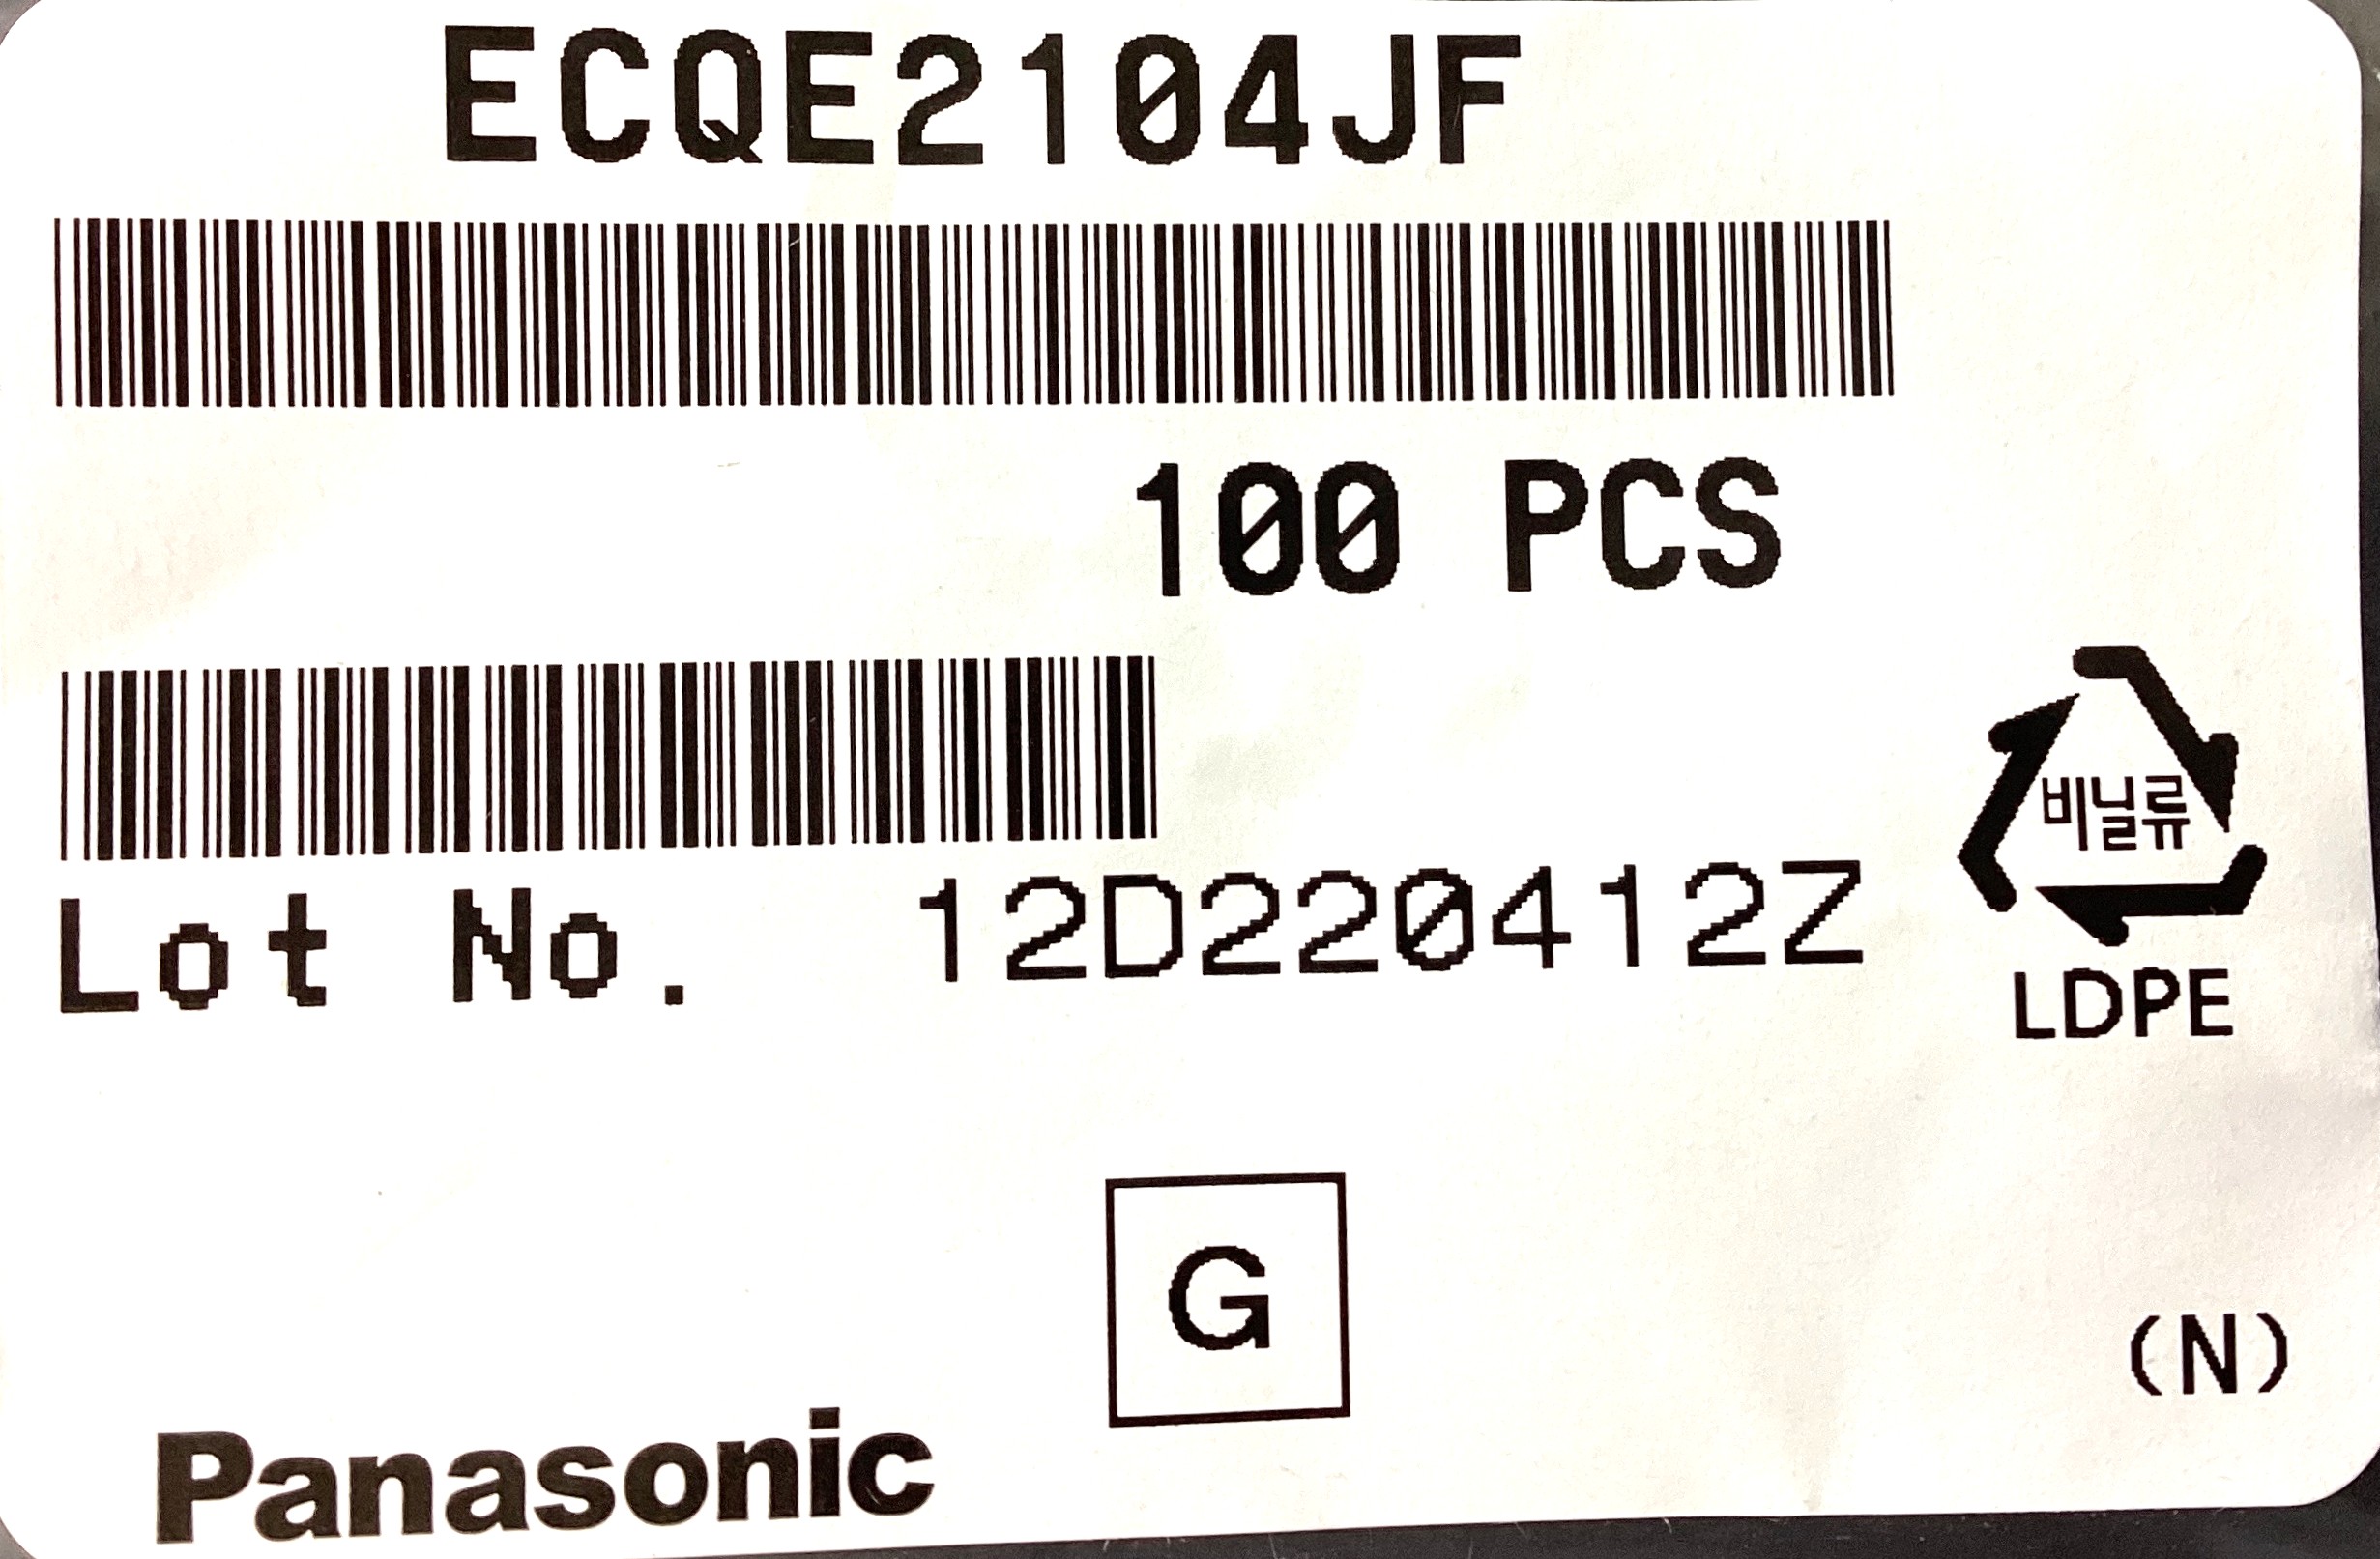 ECQE2104JF
100 PCS
비닐류
Lot No. 12D220412Z
LDPE
G
(N)
Panasonic